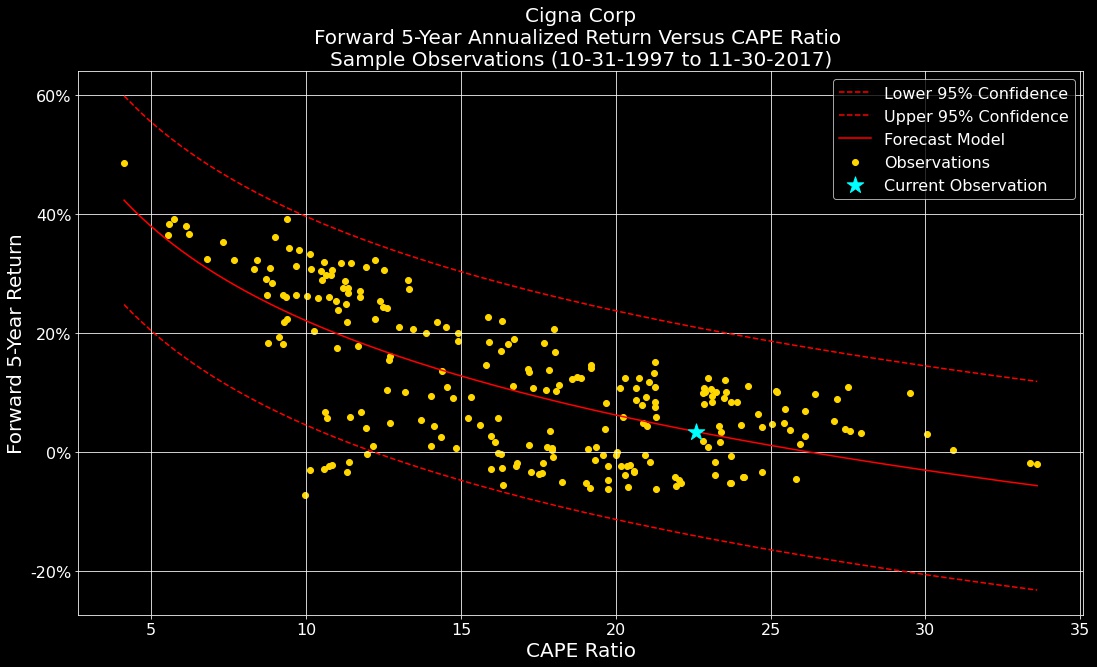 Cigna Corp
Forward 5-Year Annualized Return Versus CAPE Ratio
Sample Observations (10-31-1997 to 11-30-2017)
Lower 95% Confidence
Upper 95% Confidence
Forecast Model
Observations
Current Observation
Forward 5-Year Return
60%
40%
20%
0%
-20%
5 10 15 20 25 30 35
CAPE Ratio